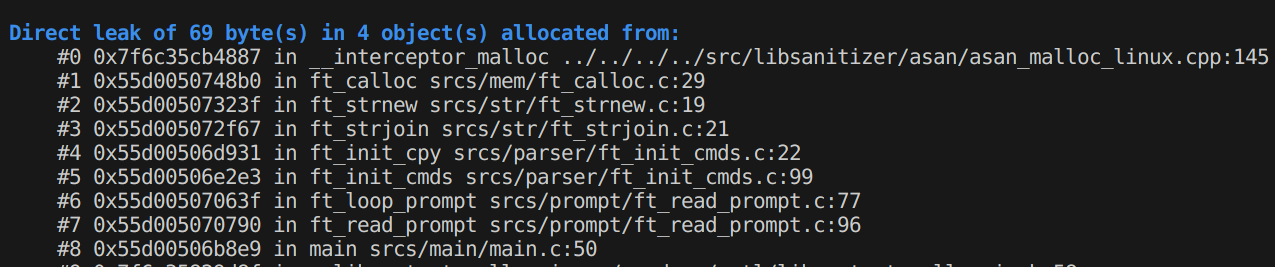 Direct leak of 69 byte(s) in 4 object(s) allocated from:
#0 0x7f6c35cb4887 in __interceptor_malloc ../../../../src/libsanitizer/asan/asan_malloc_linux.cpp:145
#1 0x55d0050748b0 in ft_calloc srcs/mem/ft_calloc.c:29
#2 0x55d00507323f in ft_strnew srcs/str/ft_strnew.c:19
#3 0x55d005072f67 in ft_strjoin srcs/str/ft_strjoin.c:21
#4 0x55d00506d931 in ft_init_cpy srcs/parser/ft_init_cmds.c:22
#5 0x55d00506e2e3 in ft_init_cmds srcs/parser/ft_init_cmds.c:99
#6 0x55d00507063f in ft_loop_prompt srcs/prompt/ft_read_prompt.c:77
#7 0x55d005070790 in ft_read_prompt srcs/prompt/ft_read_prompt.c:96
#8 0x55d00506b8e9 in main srcs/main/main.c:50